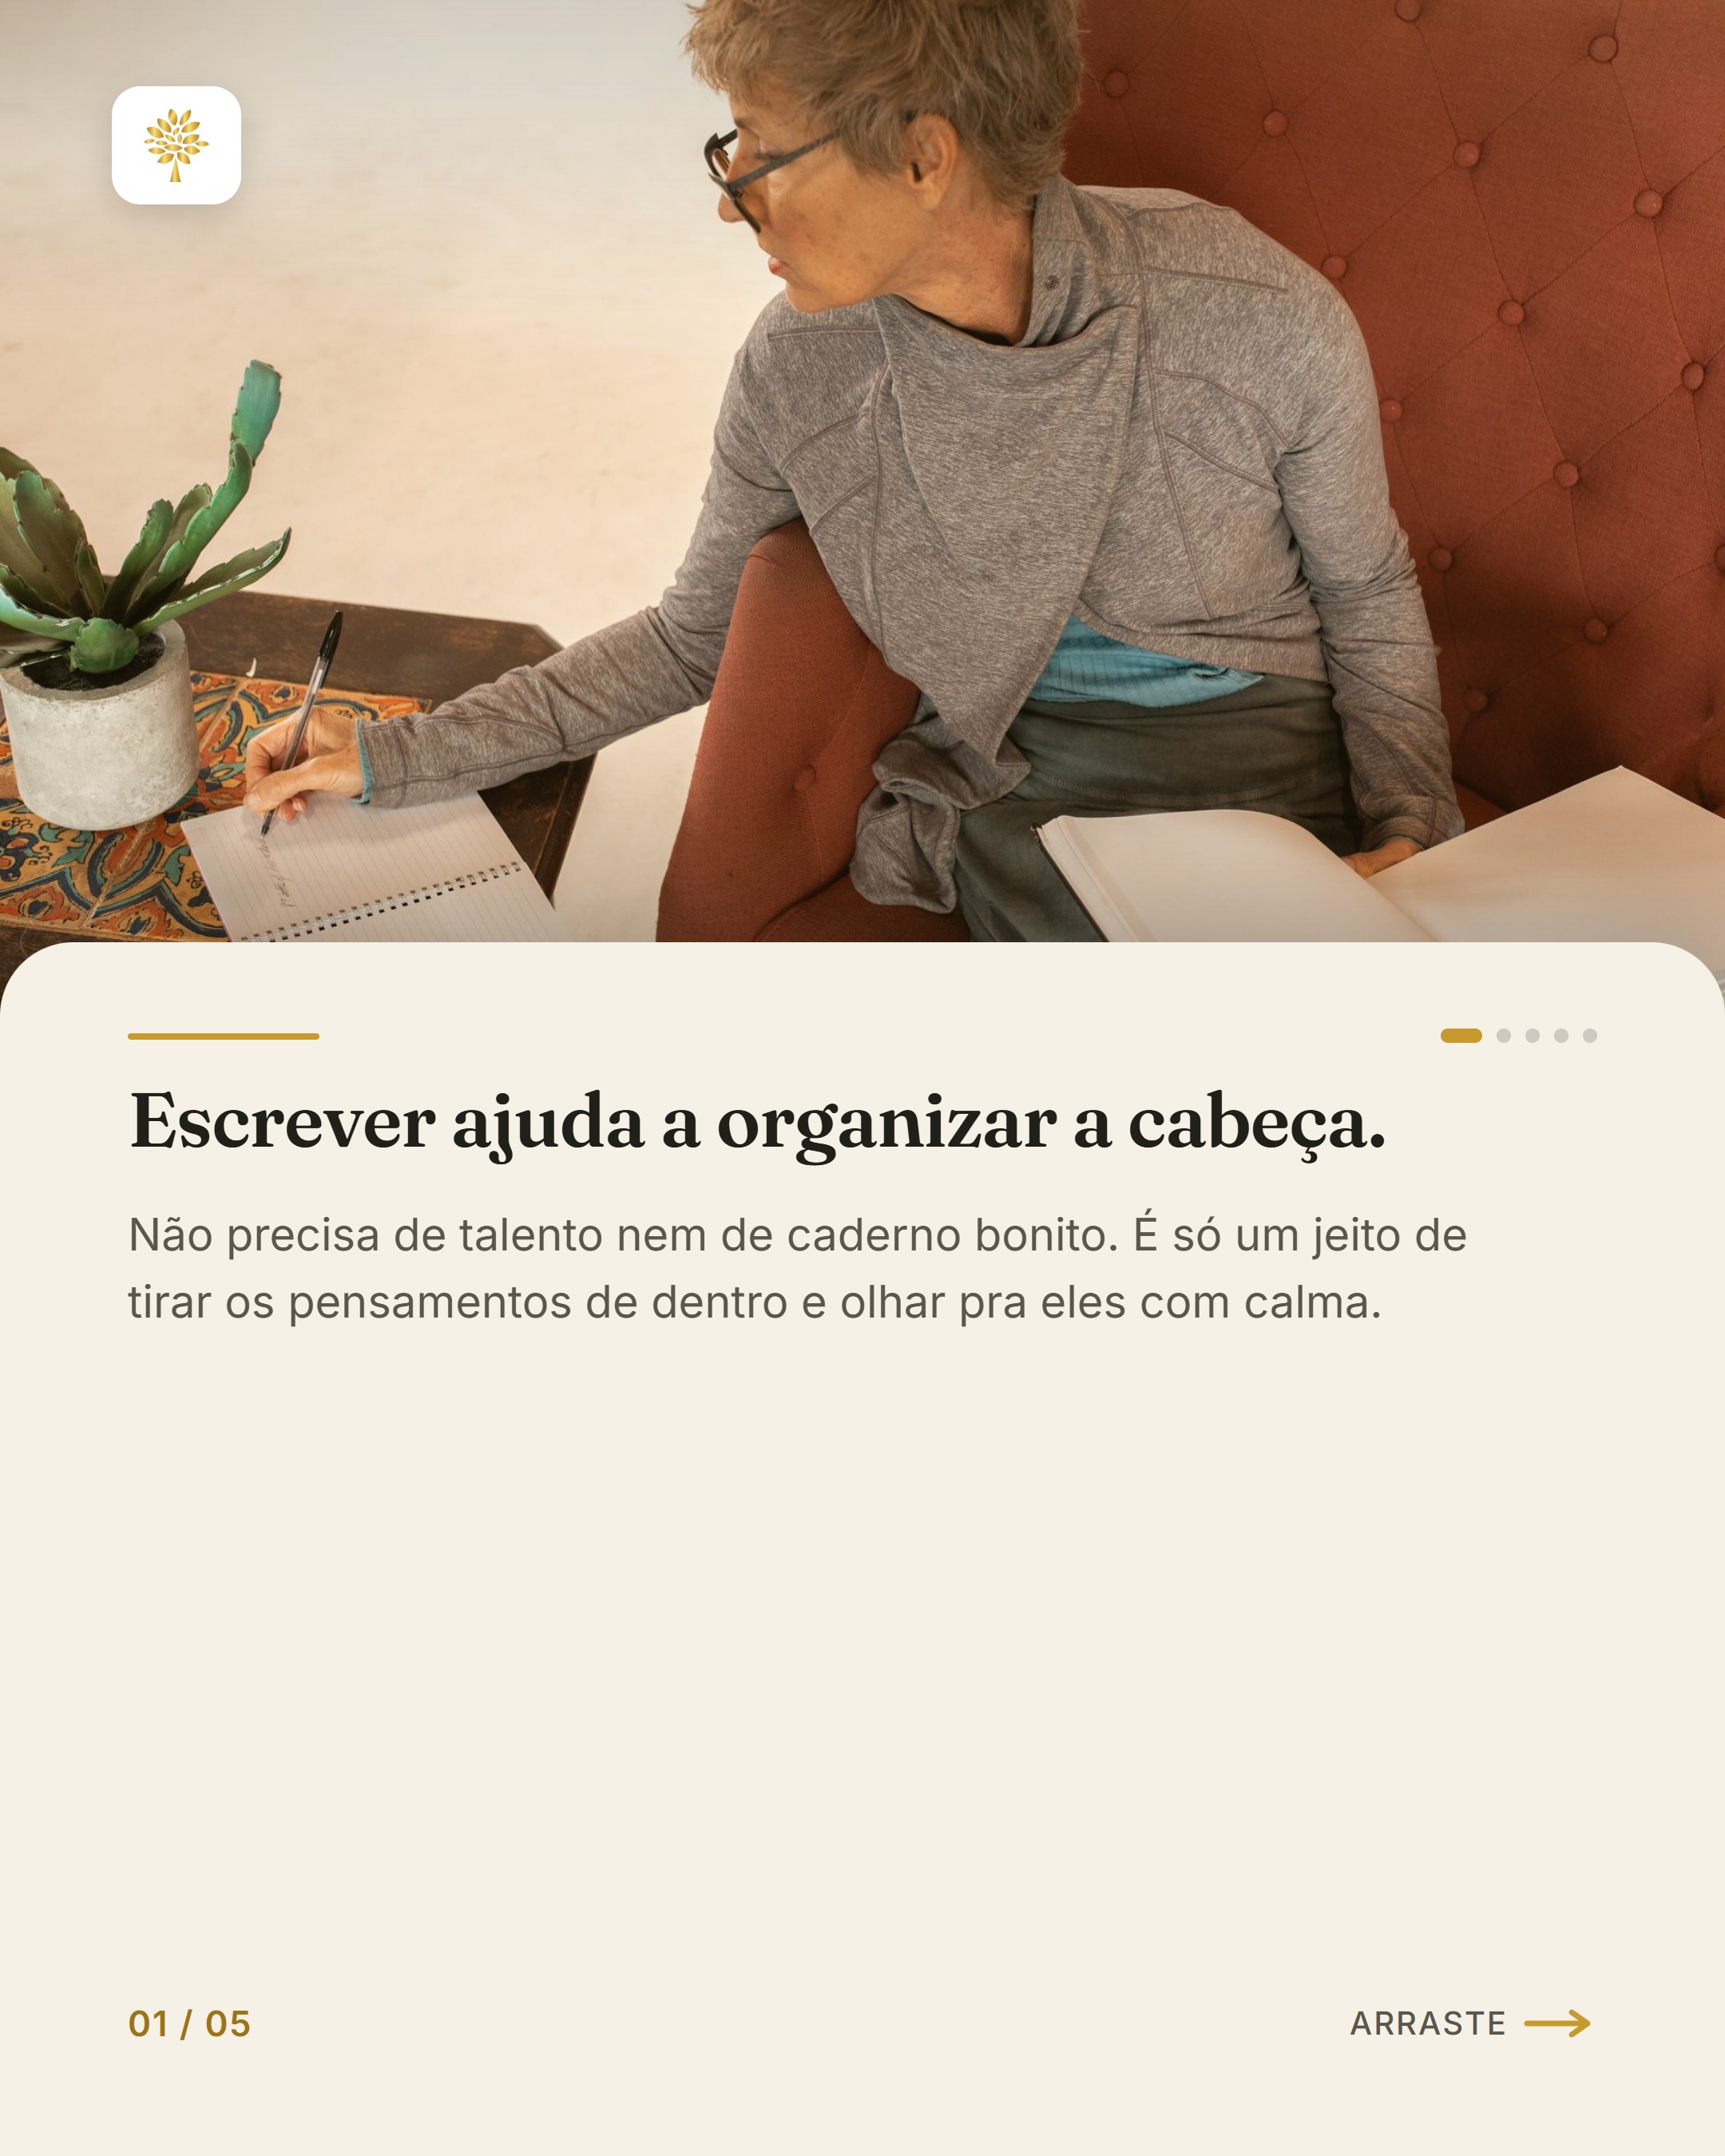 Escrever ajuda a organizar a cabeça.
Não precisa de talento nem de caderno bonito. É só um jeito de
tirar os pensamentos de dentro e olhar pra eles com calma.
01 / 05
ARRASTE